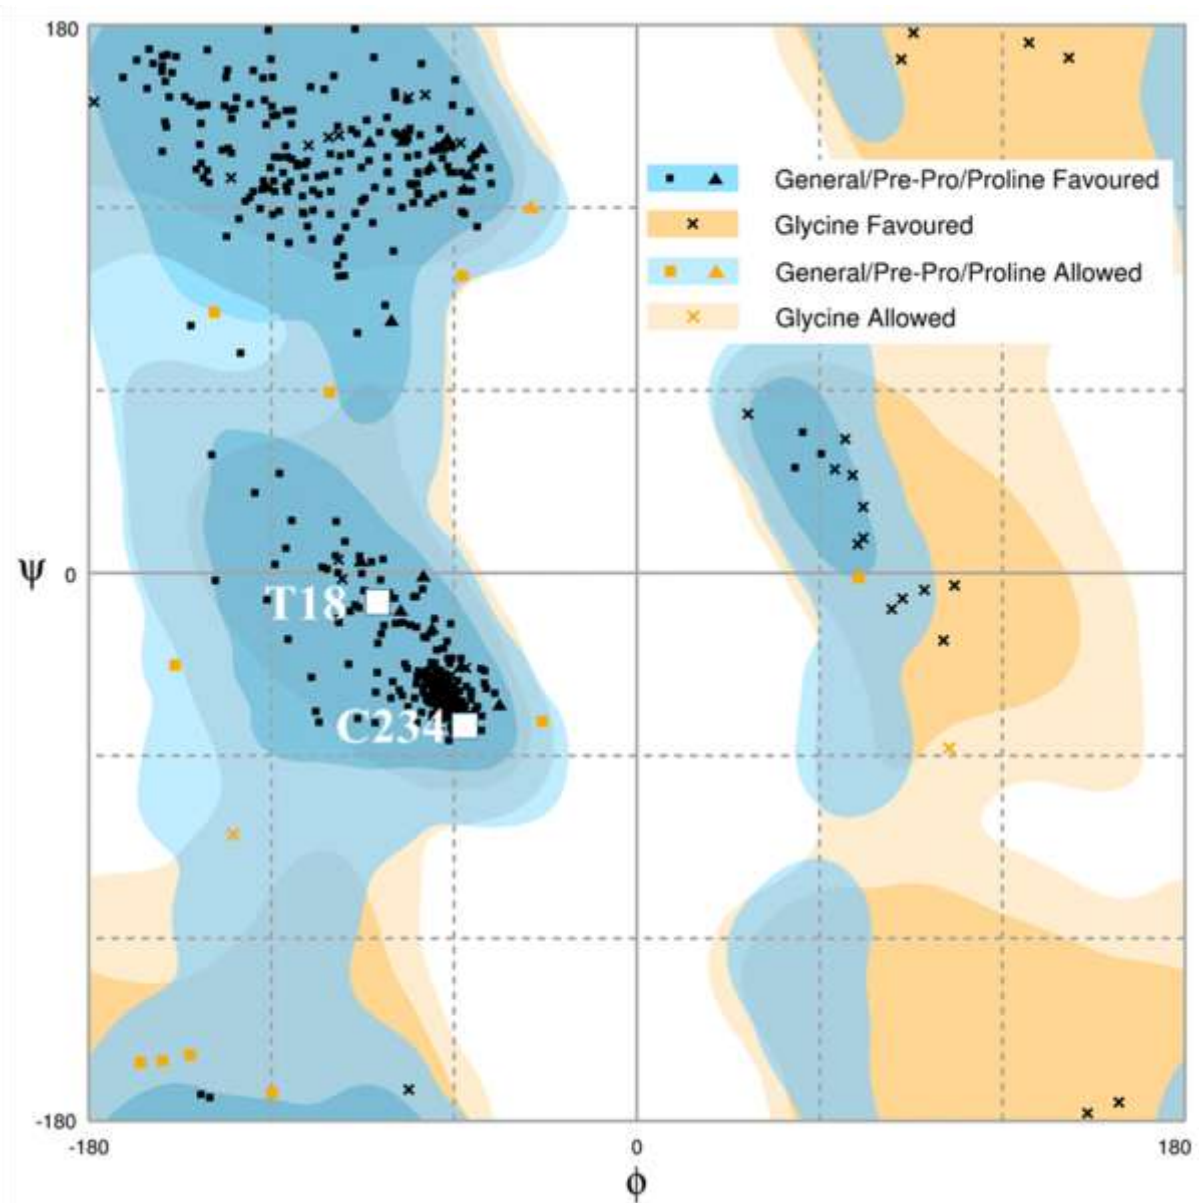 180
General/Pre-Pro/Proline Favoured
Glycine Favoured
General/Pre-Pro/Proline Allowed
Glycine Allowed
ψ
0
T18
C234
-180
-180
0
180
ϕ